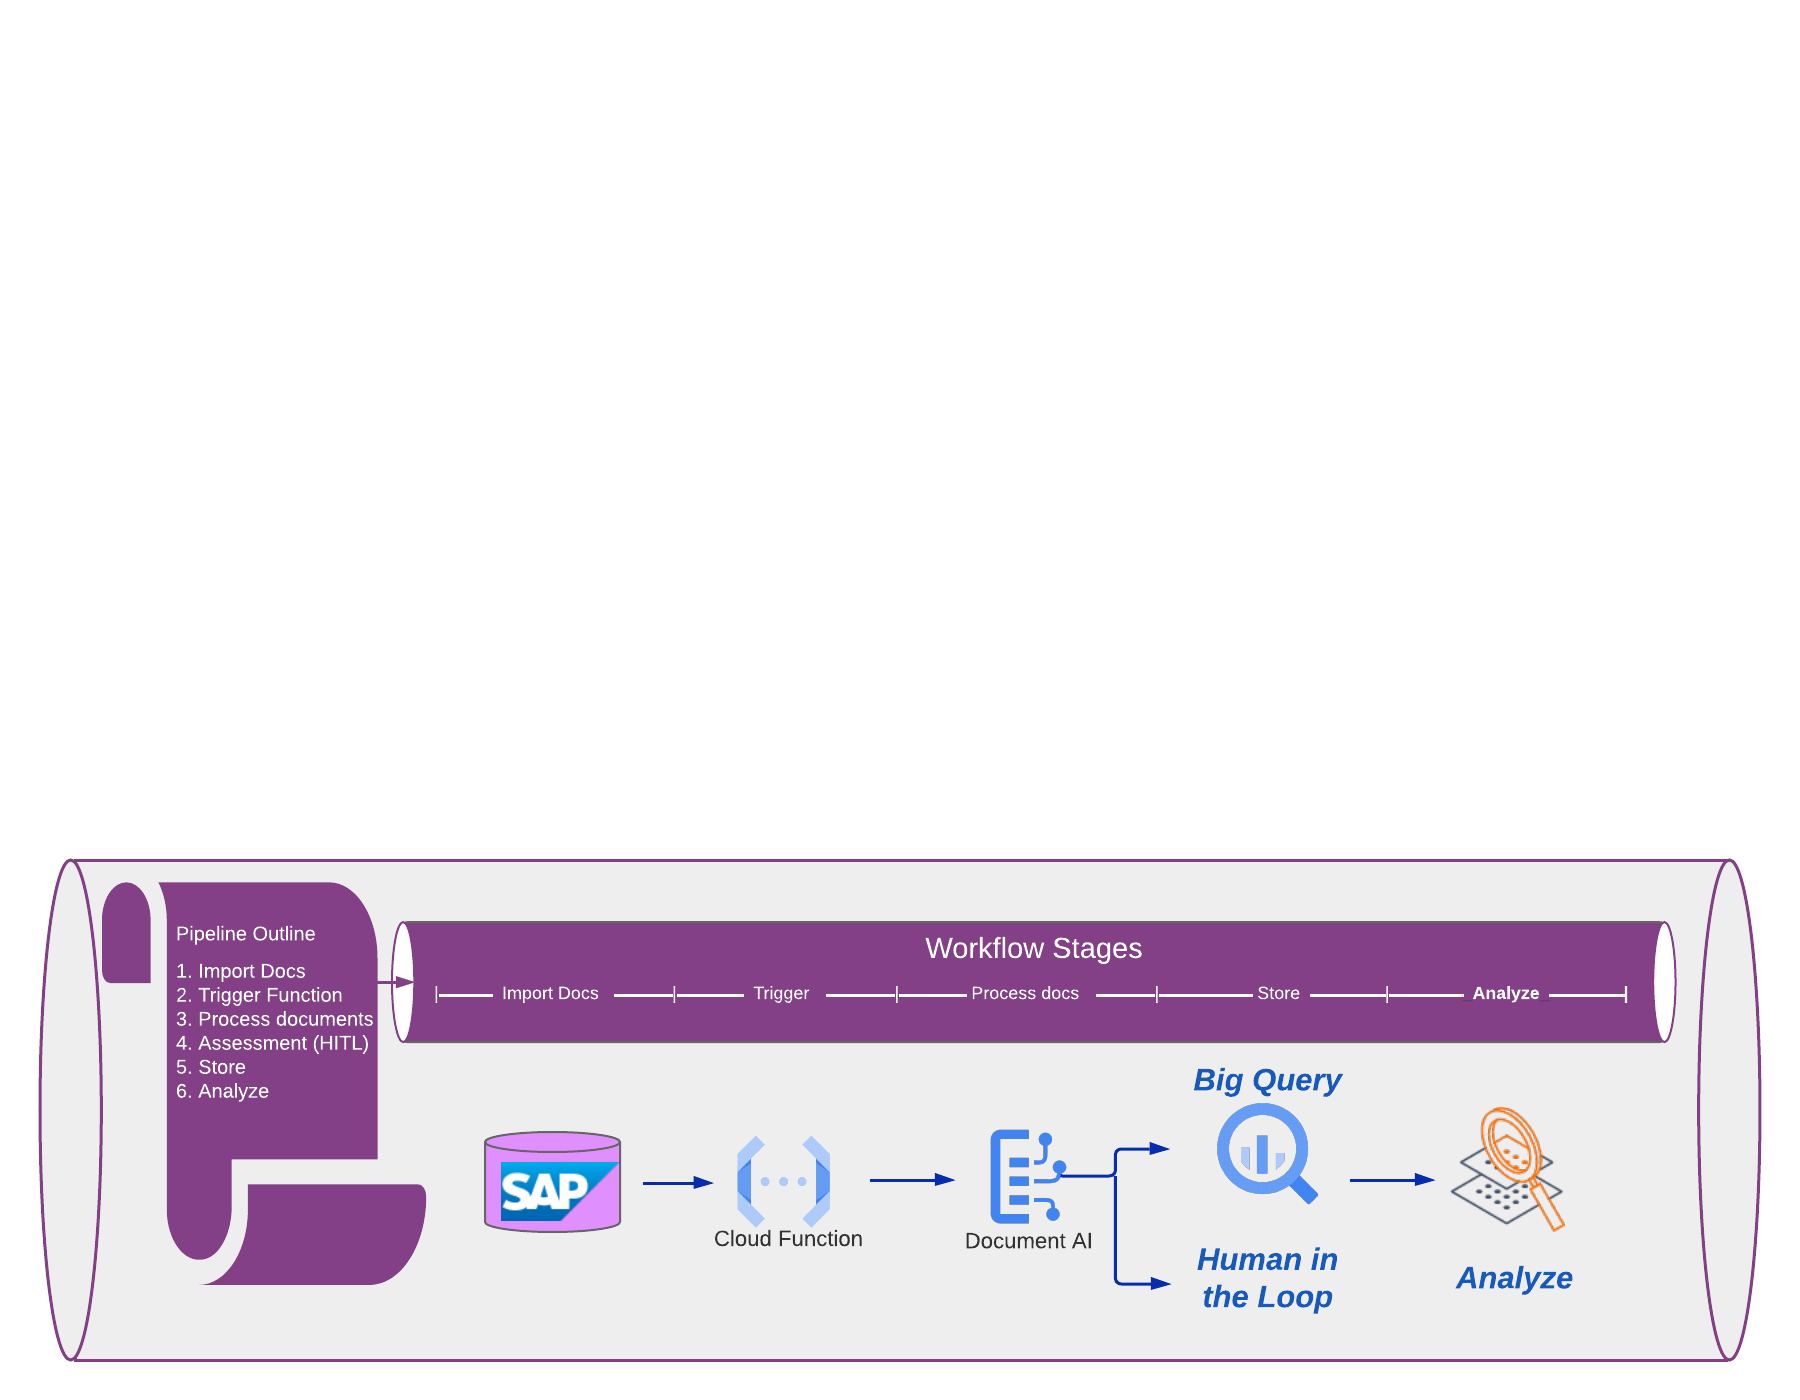 Pipeline Outline
1. Import Docs
2. Trigger Function
3. Process documents
4. Assessment (HITL)
5. Store
6. Analyze
Workflow Stages
Import Docs
Trigger
Process docs
Store
Analyze
SAP
Cloud Function
Document AI
Big Query
Human in
the Loop
Analyze